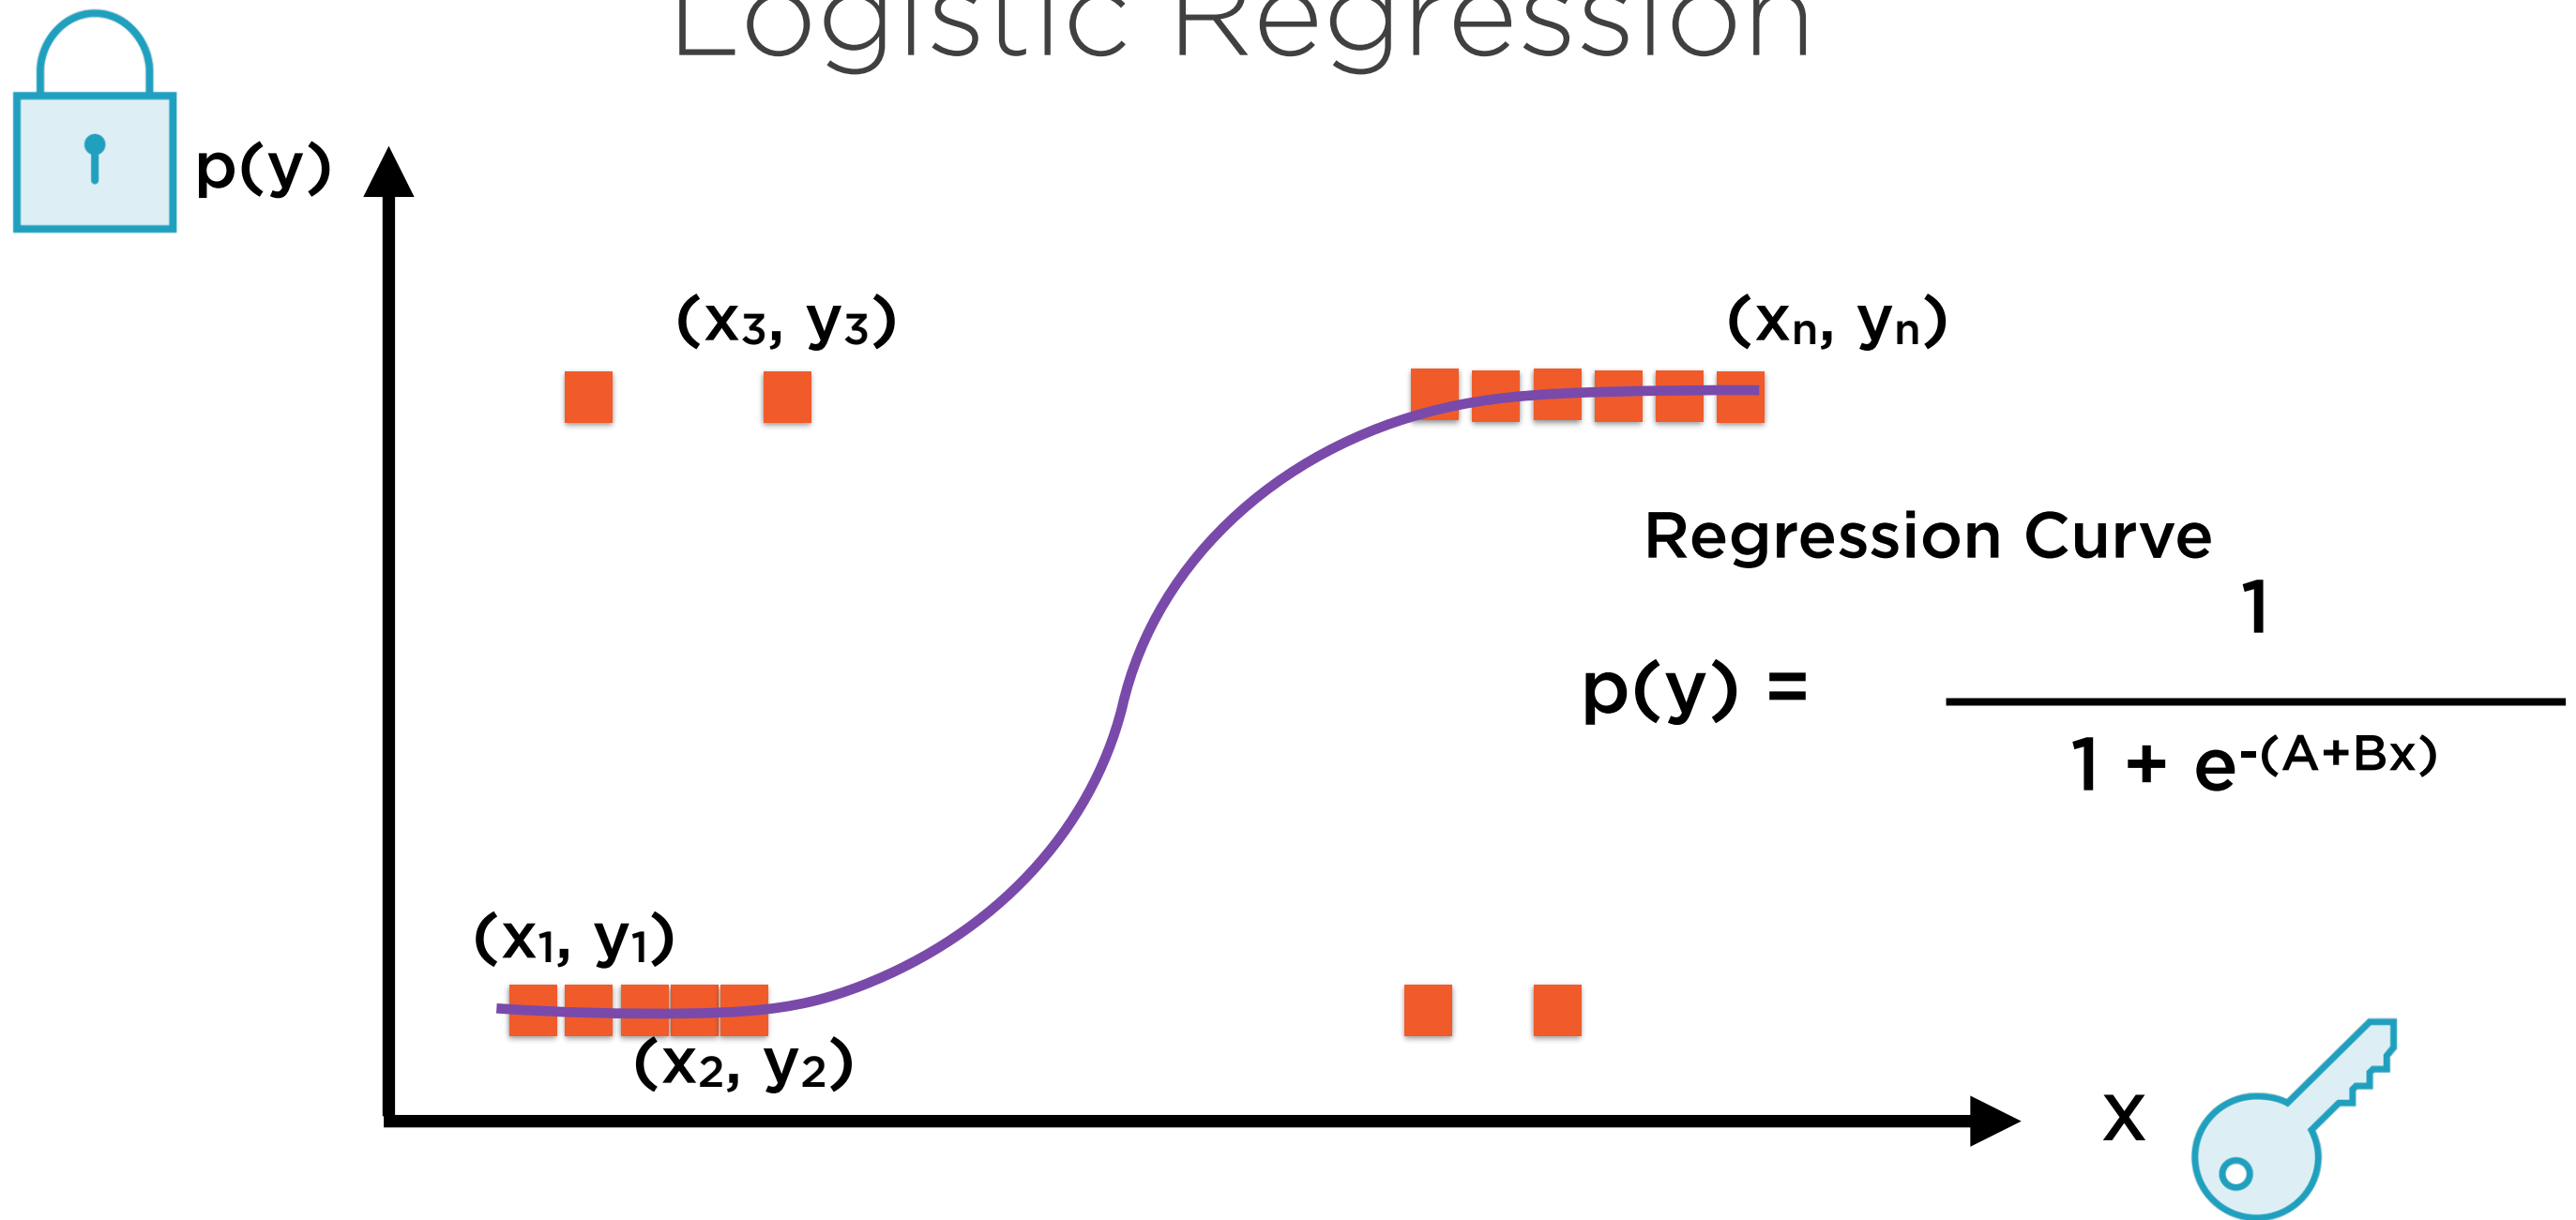 Logistic Regression
p(y)
(x₃, y₃)
(xₙ, yₙ)
Regression Curve
1
p(y) =
1 + e⁻⁽ᴬ⁺ᴮˣ⁾
(x₁, y₁)
(x₂, y₂)
X